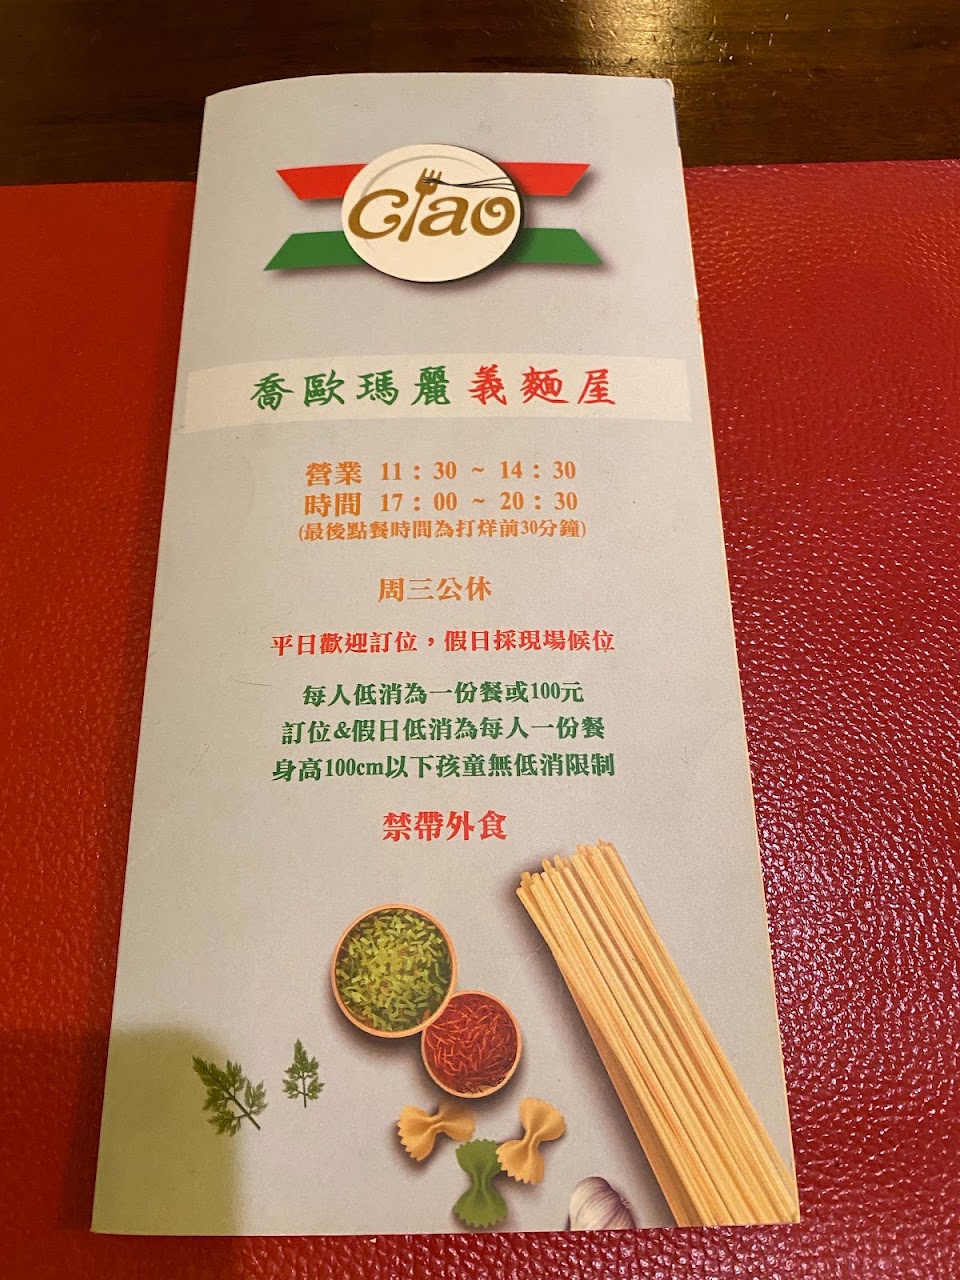 Ciao
喬歐瑪麗義麵屋
營業 11：30 ~ 14：30
時間 17：00 ~ 20：30
(最後點餐時間為打烊前30分鐘)
周三公休
平日歡迎訂位，假日採現場候位
每人低消為一份餐或100元
訂位&假日低消為每人一份餐
身高100cm以下孩童無低消限制
禁帶外食